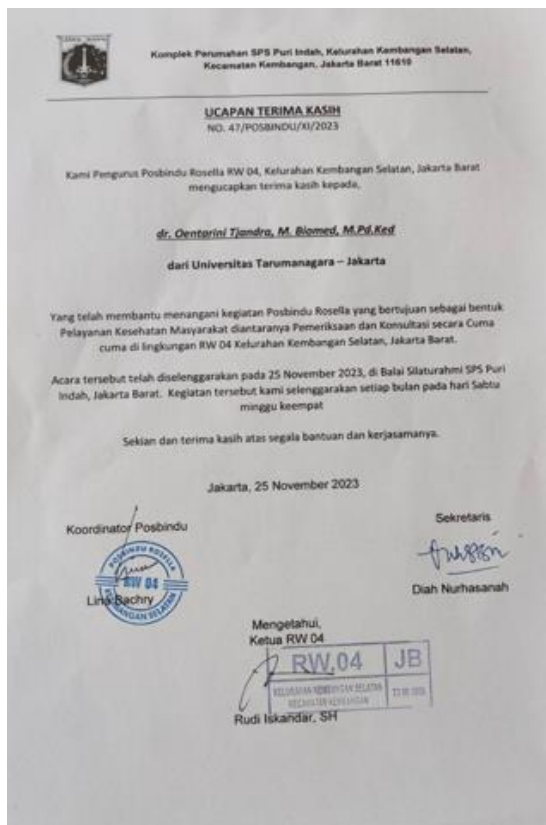 Komplek Perumahan SPS Puri Indah, Kelurahan Kembangan Selatan,
Kecamatan Kembangan, Jakarta Barat 11610
UCAPAN TERIMA KASIH
NO. 47/POSBINDU/XI/2023
Kami Pengurus Posbindu Rosella RW 04, Kelurahan Kembangan Selatan, Jakarta Barat
mengucapkan terima kasih kepada,
dr. Oentarini Tjandra, M. Biomed, M.Pd.Ked
dari Universitas Tarumanagara – Jakarta
Yang telah membantu menangani kegiatan Posbindu Rosella yang bertujuan sebagai bentuk
Pelayanan Kesehatan Masyarakat diantaranya Pemeriksaan dan Konsultasi secara Cuma
cuma di lingkungan RW 04 Kelurahan Kembangan Selatan, Jakarta Barat.
Acara tersebut telah diselenggarakan pada 25 November 2023, di Balai Silaturahmi SPS Puri
Indah, Jakarta Barat. Kegiatan tersebut kami selenggarakan setiap bulan pada hari Sabtu
minggu keempat
Sekian dan terima kasih atas segala bantuan dan kerjasamanya.
Jakarta, 25 November 2023
Koordinator Posbindu
Sekretaris
POSBINDU ROSELLA
RW 04
KEMBANGAN SELATAN
Lina Bachry
Diah Nurhasanah
Mengetahui,
Ketua RW 04
RW.04 JB
KELURAHAN KEMBANGAN SELATAN
KECAMATAN KEMBANGAN
Rudi Iskandar, SH